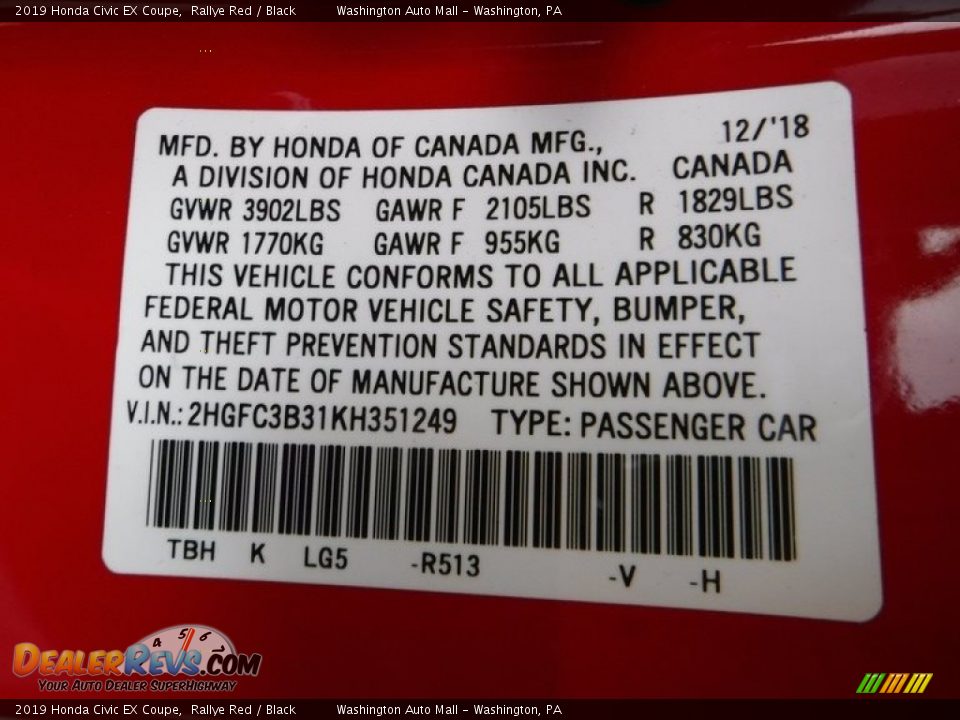 2019 Honda Civic EX Coupe, Rallye Red / Black Washington Auto Mall - Washington, PA
MFD. BY HONDA OF CANADA MFG., 12/'18
A DIVISION OF HONDA CANADA INC. CANADA
GVWR 3902LBS GAWR F 2105LBS R 1829LBS
GVWR 1770KG GAWR F 955KG R 830KG
THIS VEHICLE CONFORMS TO ALL APPLICABLE
FEDERAL MOTOR VEHICLE SAFETY, BUMPER,
AND THEFT PREVENTION STANDARDS IN EFFECT
ON THE DATE OF MANUFACTURE SHOWN ABOVE.
V.I.N.: 2HGFC3B31KH351249 TYPE: PASSENGER CAR
TBH K LG5 -R513 -V -H
4 5 6
DEALERREVS.COM
YOUR AUTO DEALER SUPERHIGHWAY
2019 Honda Civic EX Coupe, Rallye Red / Black Washington Auto Mall - Washington, PA